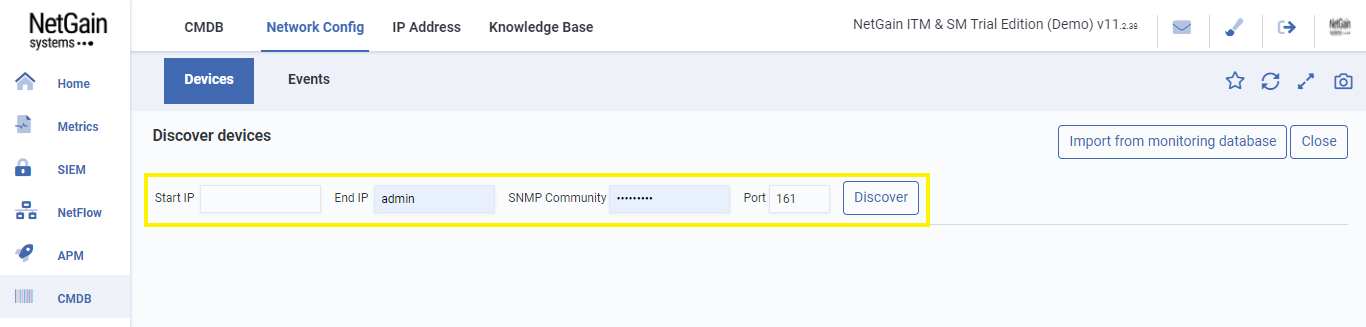 NetGain
systems
CMDB Network Config IP Address Knowledge Base
NetGain ITM & SM Trial Edition (Demo) v11.2.38
NetGain
Home
Metrics
SIEM
NetFlow
APM
CMDB
Devices Events
Discover devices
Import from monitoring database Close
Start IP End IP admin SNMP Community ••••••••• Port 161 Discover